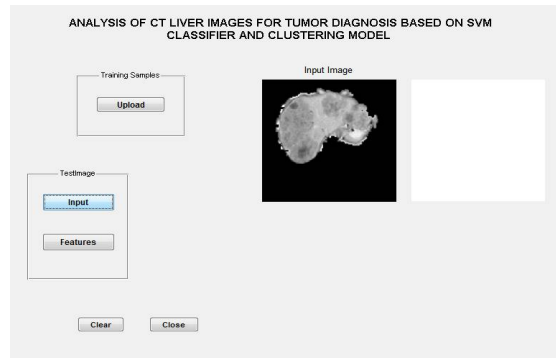 ANALYSIS OF CT LIVER IMAGES FOR TUMOR DIAGNOSIS BASED ON SVM
CLASSIFIER AND CLUSTERING MODEL
Training Samples
Upload
Input Image
TestImage
Input
Features
Clear
Close